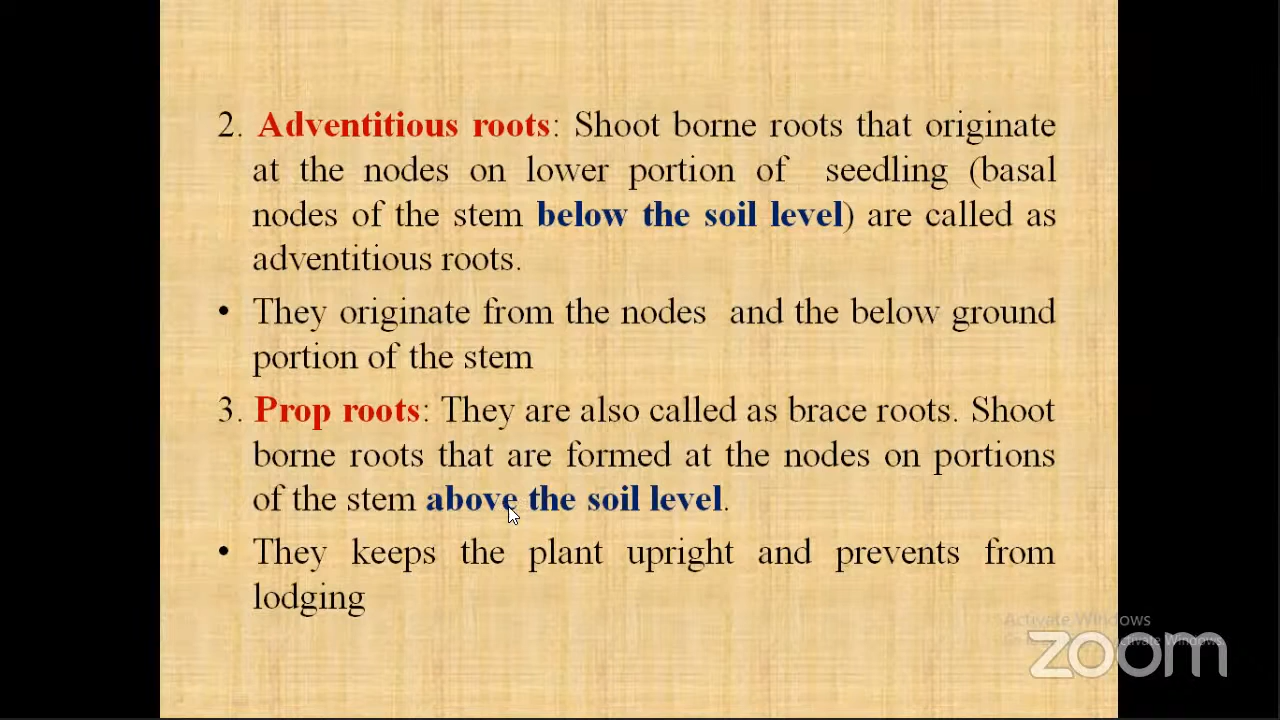 2. Adventitious roots: Shoot borne roots that originate
at the nodes on lower portion of seedling (basal
nodes of the stem below the soil level) are called as
adventitious roots.
• They originate from the nodes and the below ground
portion of the stem
3. Prop roots: They are also called as brace roots. Shoot
borne roots that are formed at the nodes on portions
of the stem above the soil level.
• They keeps the plant upright and prevents from
lodging
Activate Windows
zoom
Activate Windows.